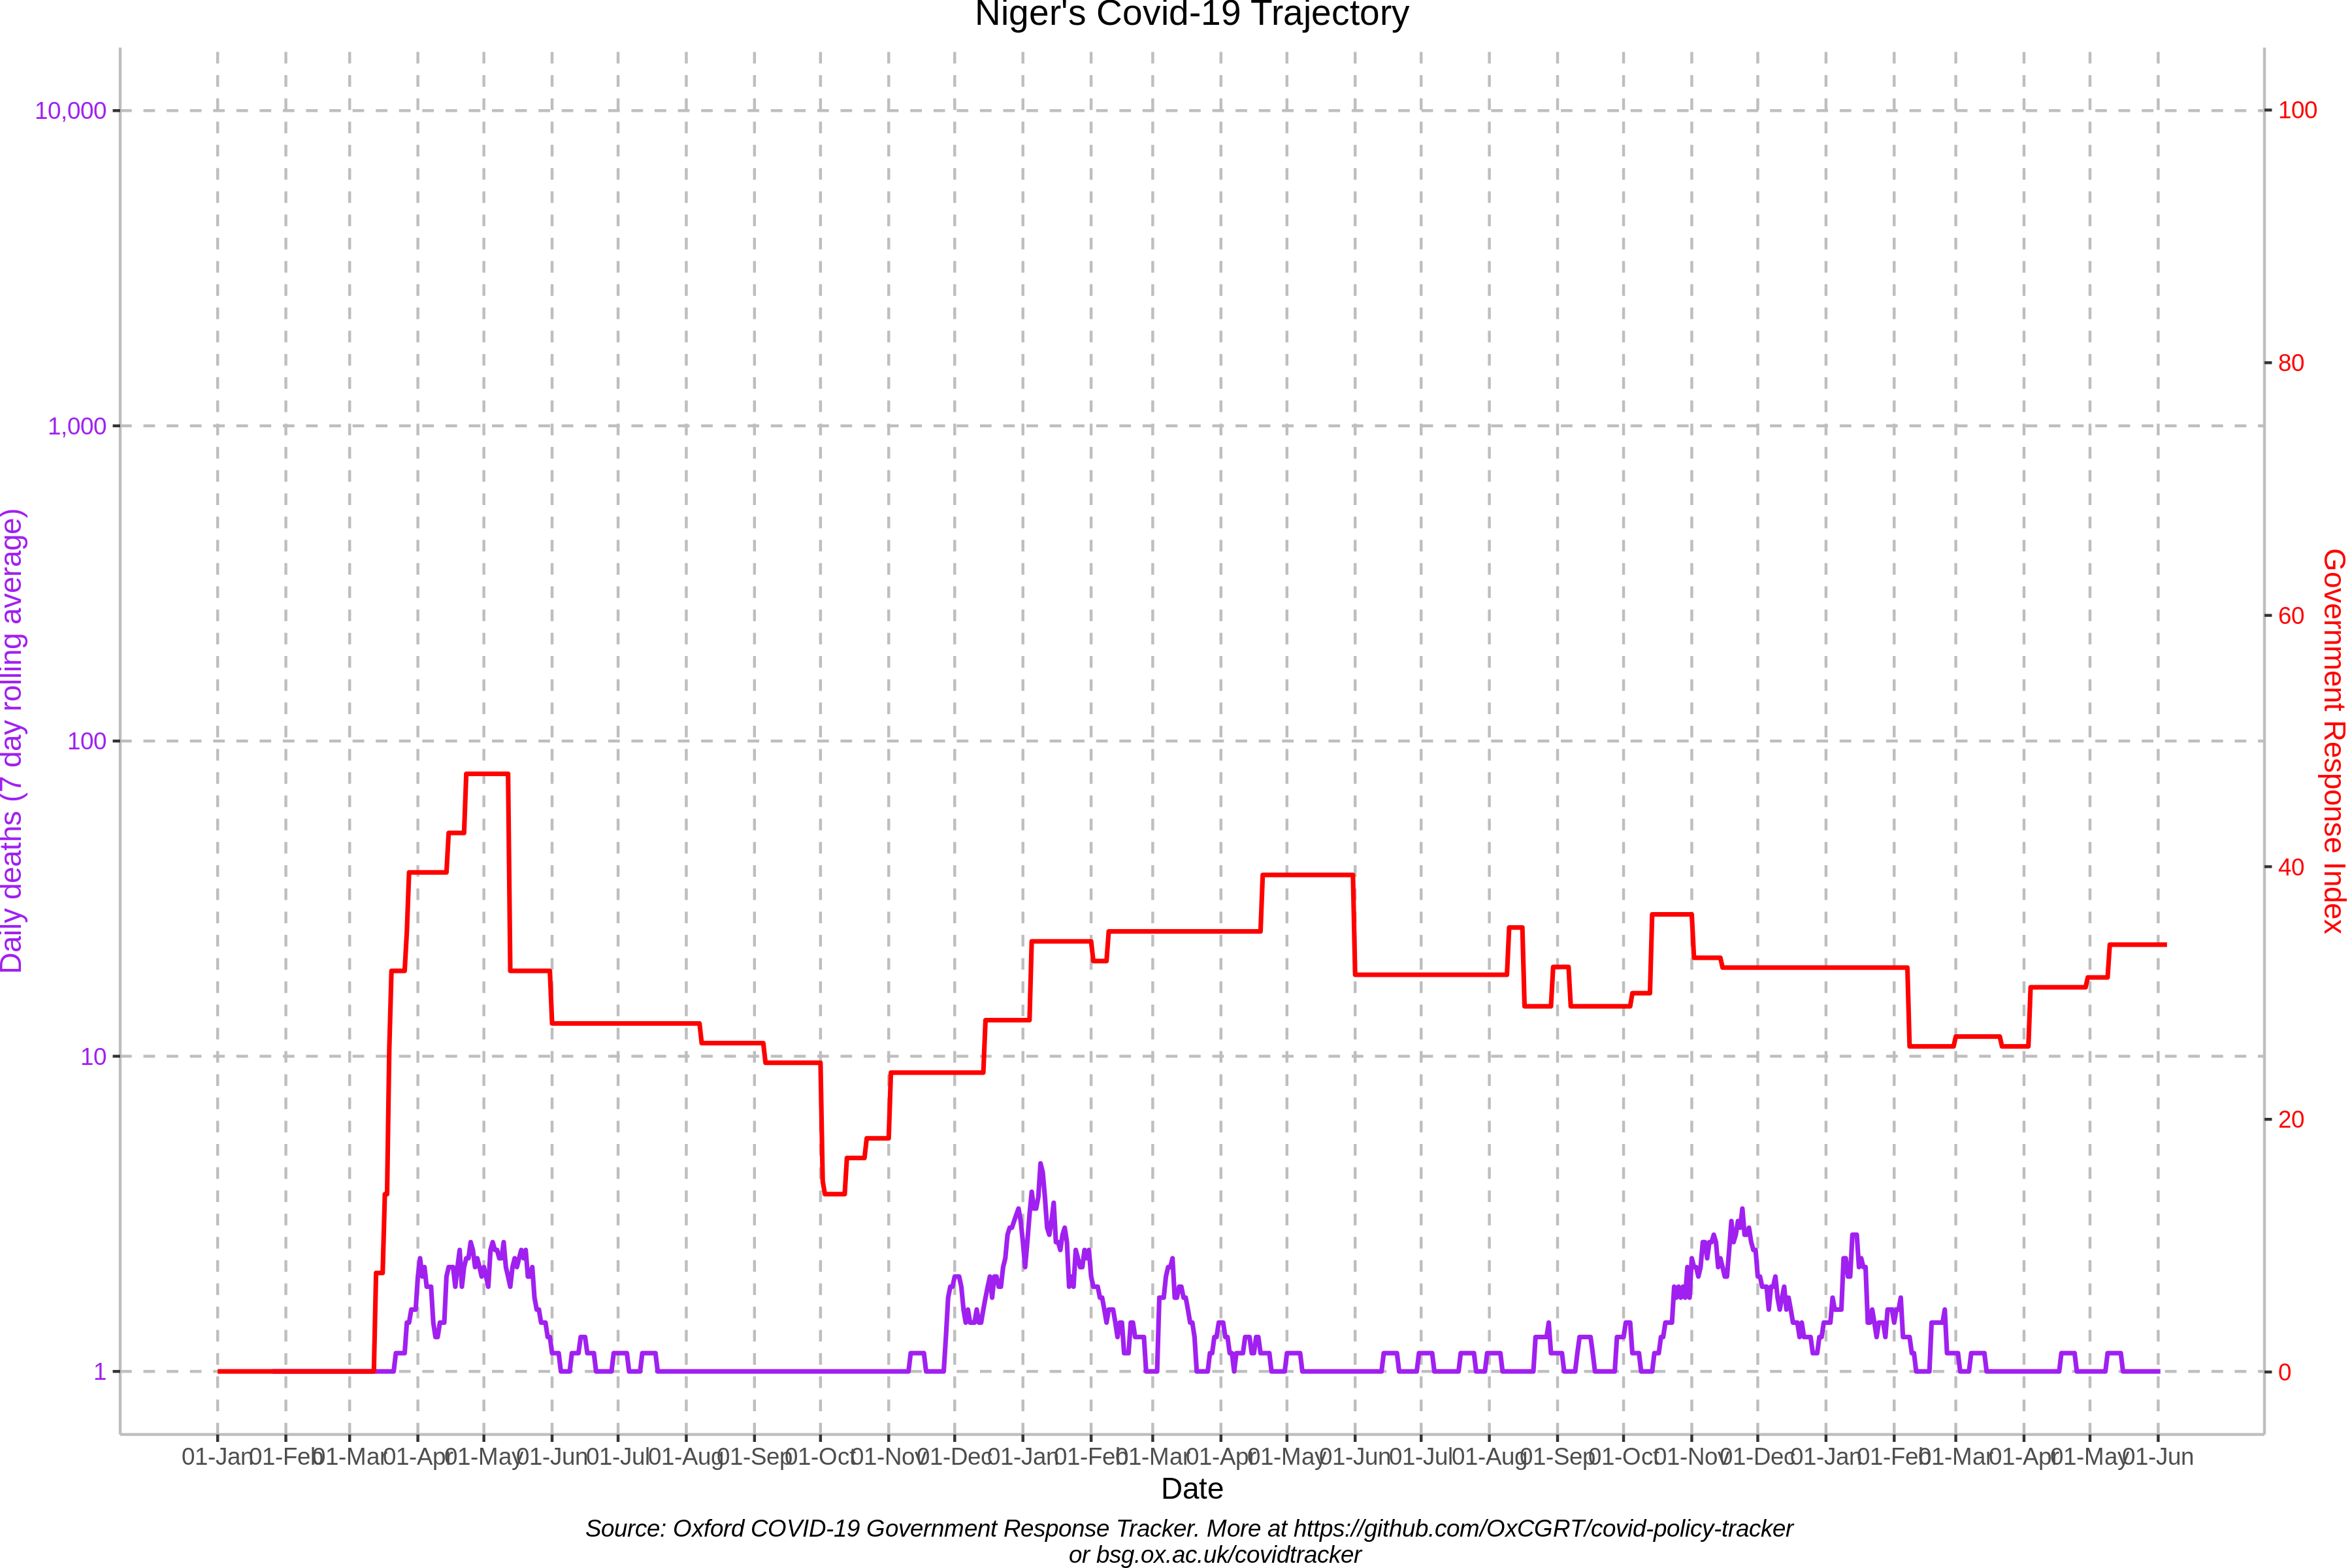 Niger's Covid-19 Trajectory
10,000
1,000
100
10
1
Daily deaths (7 day rolling average)
100
80
60
40
20
0
Government Response Index
01-Jan 01-Feb 01-Mar 01-Apr 01-May 01-Jun 01-Jul 01-Aug 01-Sep 01-Oct 01-Nov 01-Dec 01-Jan 01-Feb 01-Mar 01-Apr 01-May 01-Jun 01-Jul 01-Aug 01-Sep 01-Oct 01-Nov 01-Dec 01-Jan 01-Feb 01-Mar 01-Apr 01-May 01-Jun
Date
Source: Oxford COVID-19 Government Response Tracker. More at https://github.com/OxCGRT/covid-policy-tracker
or bsg.ox.ac.uk/covidtracker